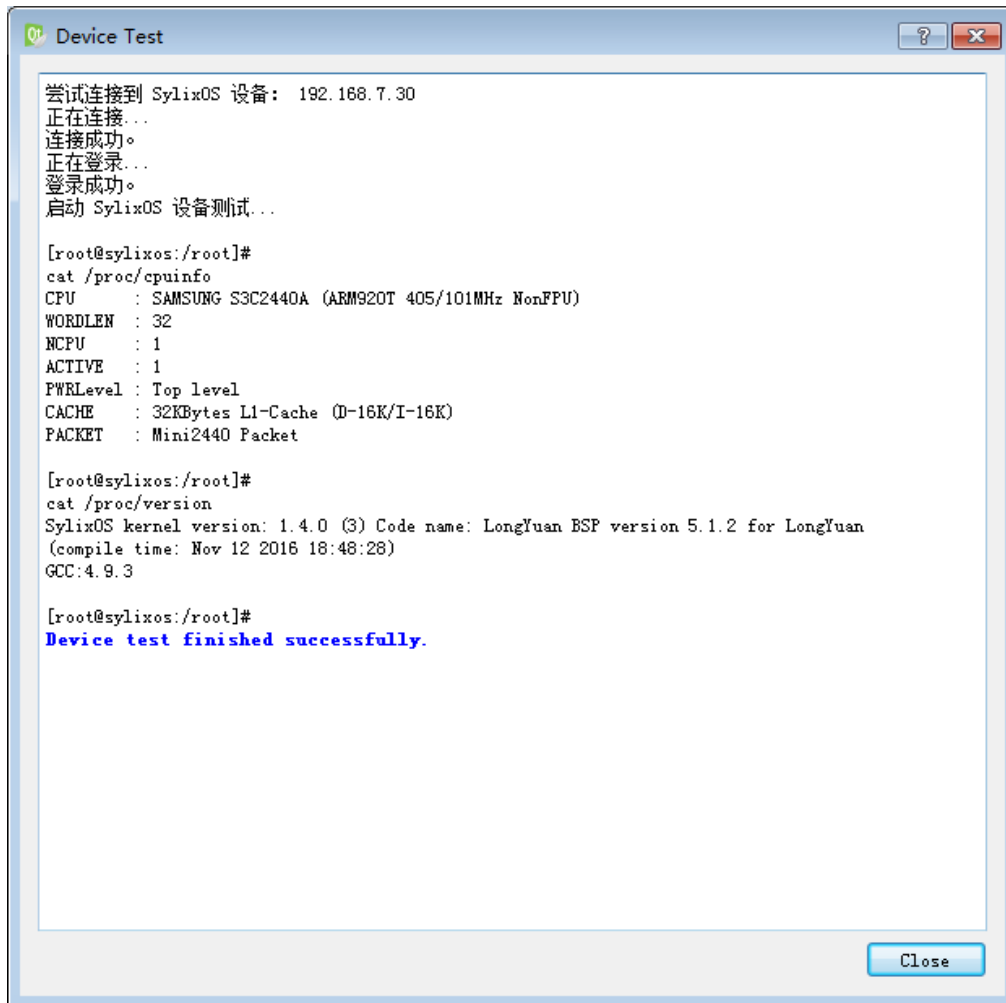 Device Test
尝试连接到 SylixOS 设备： 192.168.7.30
正在连接...
连接成功。
正在登录...
登录成功。
启动 SylixOS 设备测试...
[root@sylixos:/root]#
cat /proc/cpuinfo
CPU : SAMSUNG S3C2440A (ARM920T 405/101MHz NonFPU)
WORDLEN : 32
NCPU : 1
ACTIVE : 1
PWRLevel : Top level
CACHE : 32KBytes L1-Cache (D-16K/I-16K)
PACKET : Mini2440 Packet
[root@sylixos:/root]#
cat /proc/version
SylixOS kernel version: 1.4.0 (3) Code name: LongYuan BSP version 5.1.2 for LongYuan
(compile time: Nov 12 2016 18:48:28)
GCC:4.9.3
[root@sylixos:/root]#
Device test finished successfully.
Close